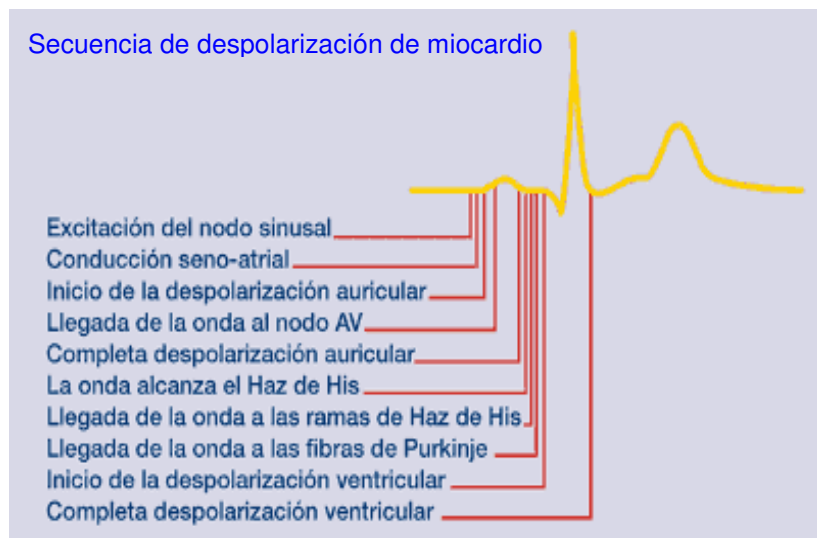 Secuencia de despolarización de miocardio
Excitación del nodo sinusal
Conducción seno-atrial
Inicio de la despolarización auricular
Llegada de la onda al nodo AV
Completa despolarización auricular
La onda alcanza el Haz de His
Llegada de la onda a las ramas de Haz de His
Llegada de la onda a las fibras de Purkinje
Inicio de la despolarización ventricular
Completa despolarización ventricular